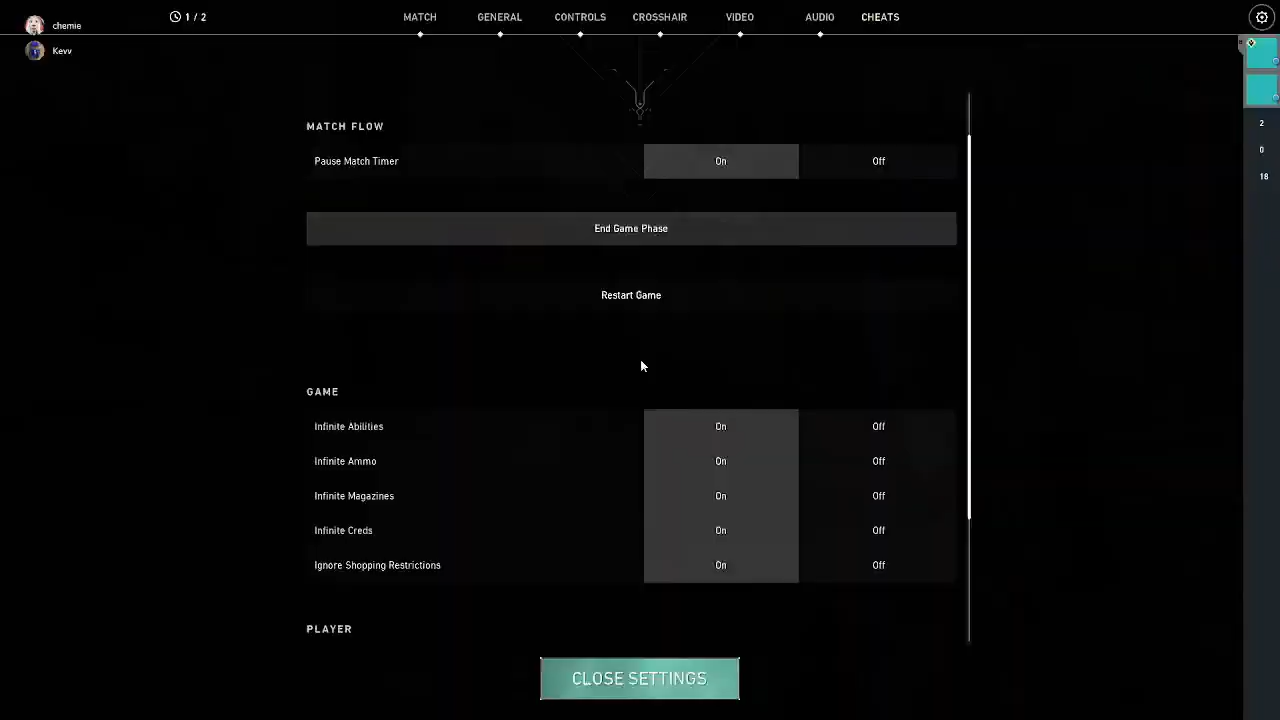 chemie
1 / 2
MATCH
GENERAL
CONTROLS
CROSSHAIR
VIDEO
AUDIO
CHEATS
Kevv
MATCH FLOW
Pause Match Timer On Off
End Game Phase
Restart Game
GAME
Infinite Abilities On Off
Infinite Ammo On Off
Infinite Magazines On Off
Infinite Creds On Off
Ignore Shopping Restrictions On Off
PLAYER
CLOSE SETTINGS
2
0
18